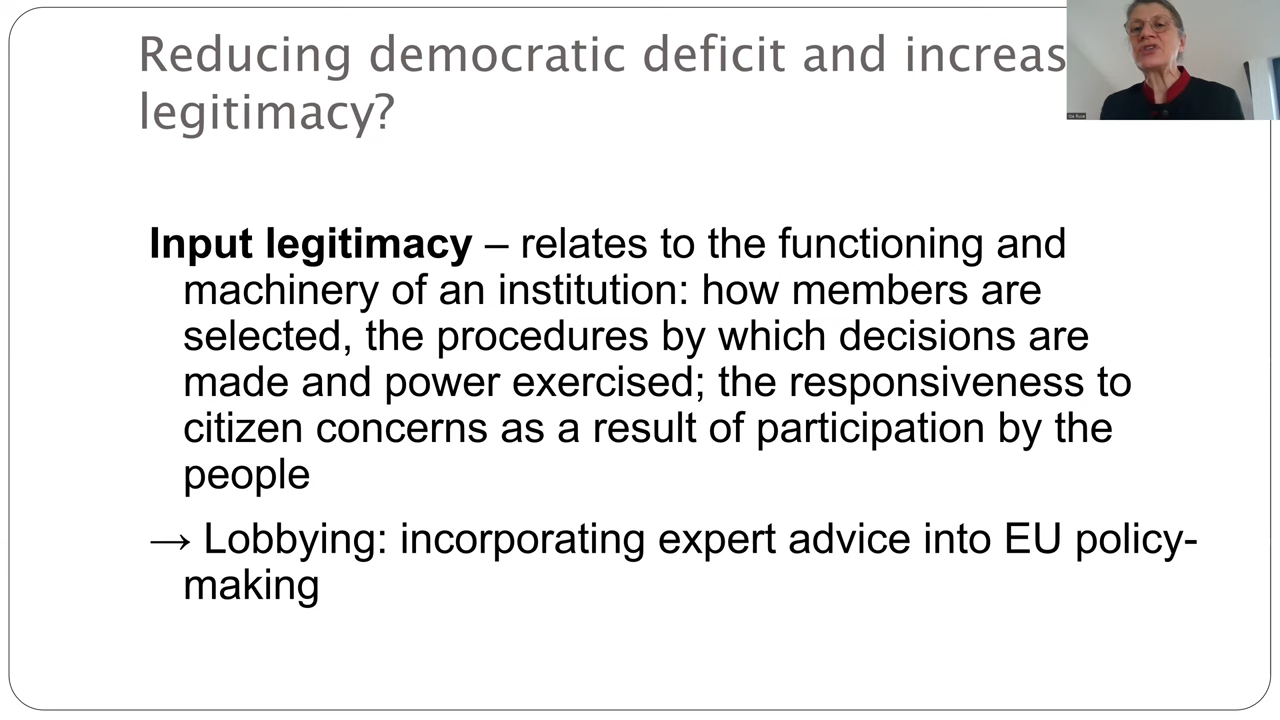 Reducing democratic deficit and increas
legitimacy?
Input legitimacy – relates to the functioning and
machinery of an institution: how members are
selected, the procedures by which decisions are
made and power exercised; the responsiveness to
citizen concerns as a result of participation by the
people
→ Lobbying: incorporating expert advice into EU policy-
making